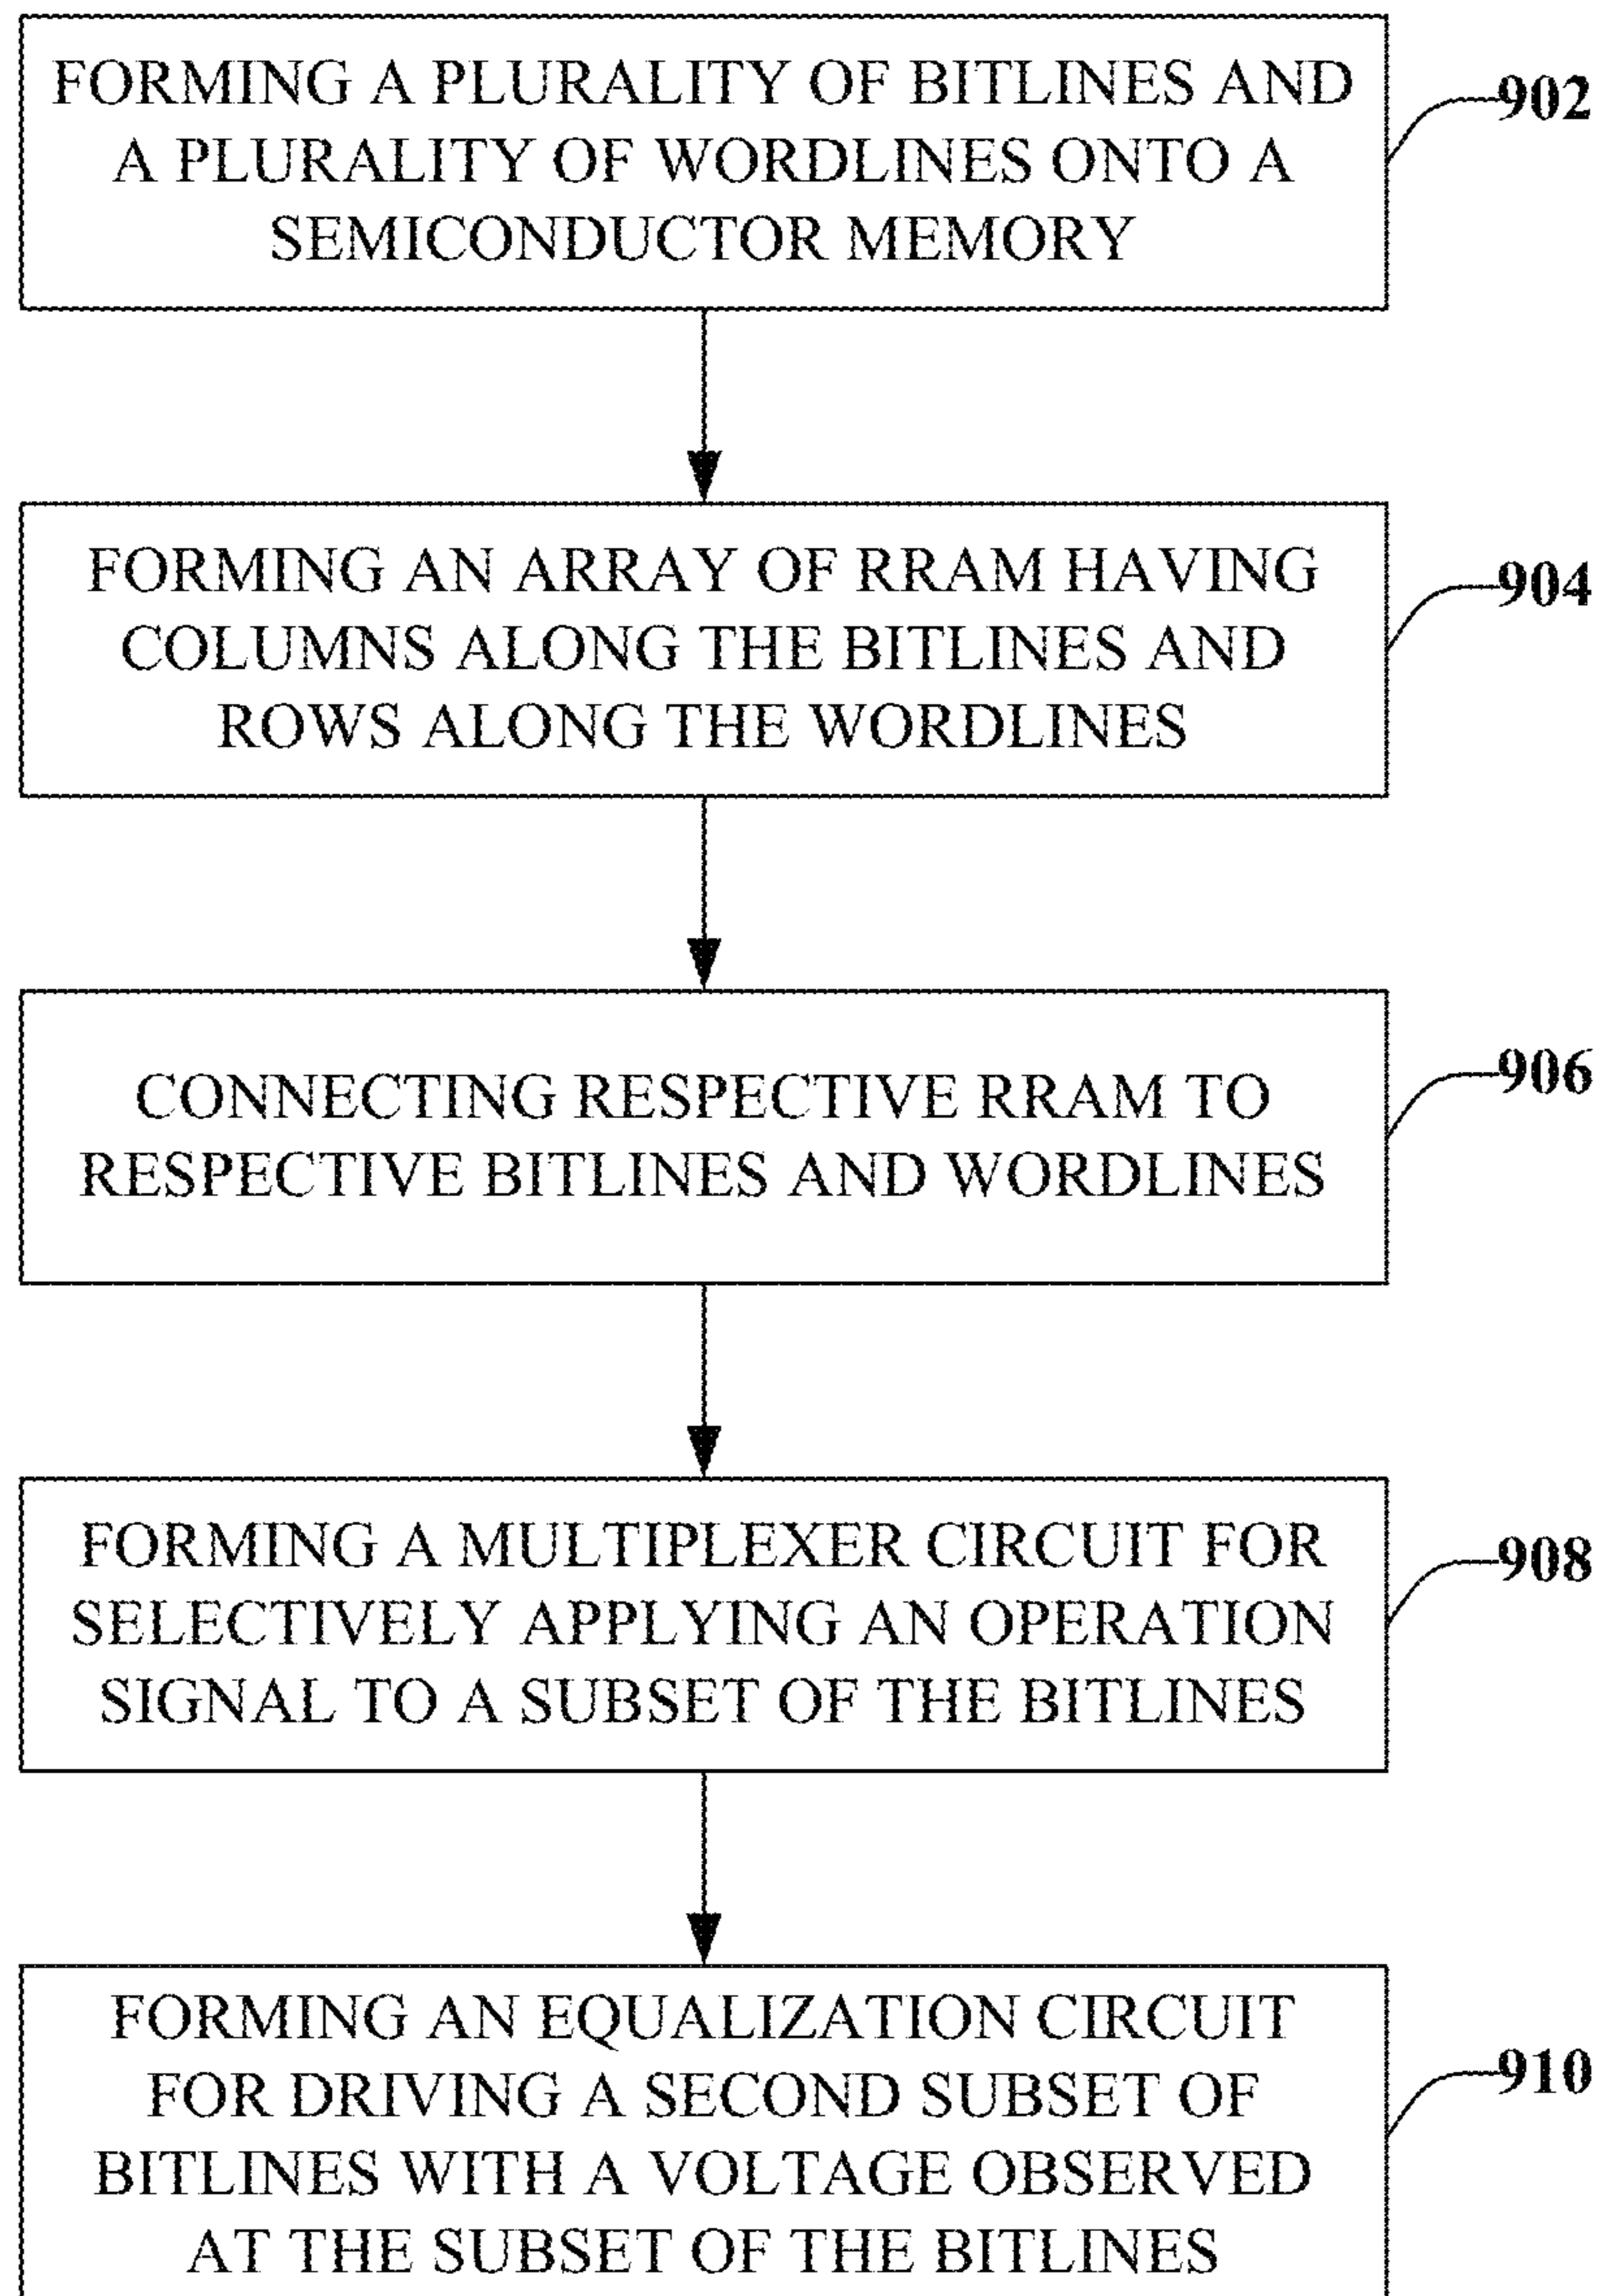 FORMING A PLURALITY OF BITLINES AND
A PLURALITY OF WORDLINES ONTO A
SEMICONDUCTOR MEMORY
902
FORMING AN ARRAY OF RRAM HAVING
COLUMNS ALONG THE BITLINES AND
ROWS ALONG THE WORDLINES
904
CONNECTING RESPECTIVE RRAM TO
RESPECTIVE BITLINES AND WORDLINES
906
FORMING A MULTIPLEXER CIRCUIT FOR
SELECTIVELY APPLYING AN OPERATION
SIGNAL TO A SUBSET OF THE BITLINES
908
FORMING AN EQUALIZATION CIRCUIT
FOR DRIVING A SECOND SUBSET OF
BITLINES WITH A VOLTAGE OBSERVED
AT THE SUBSET OF THE BITLINES
910